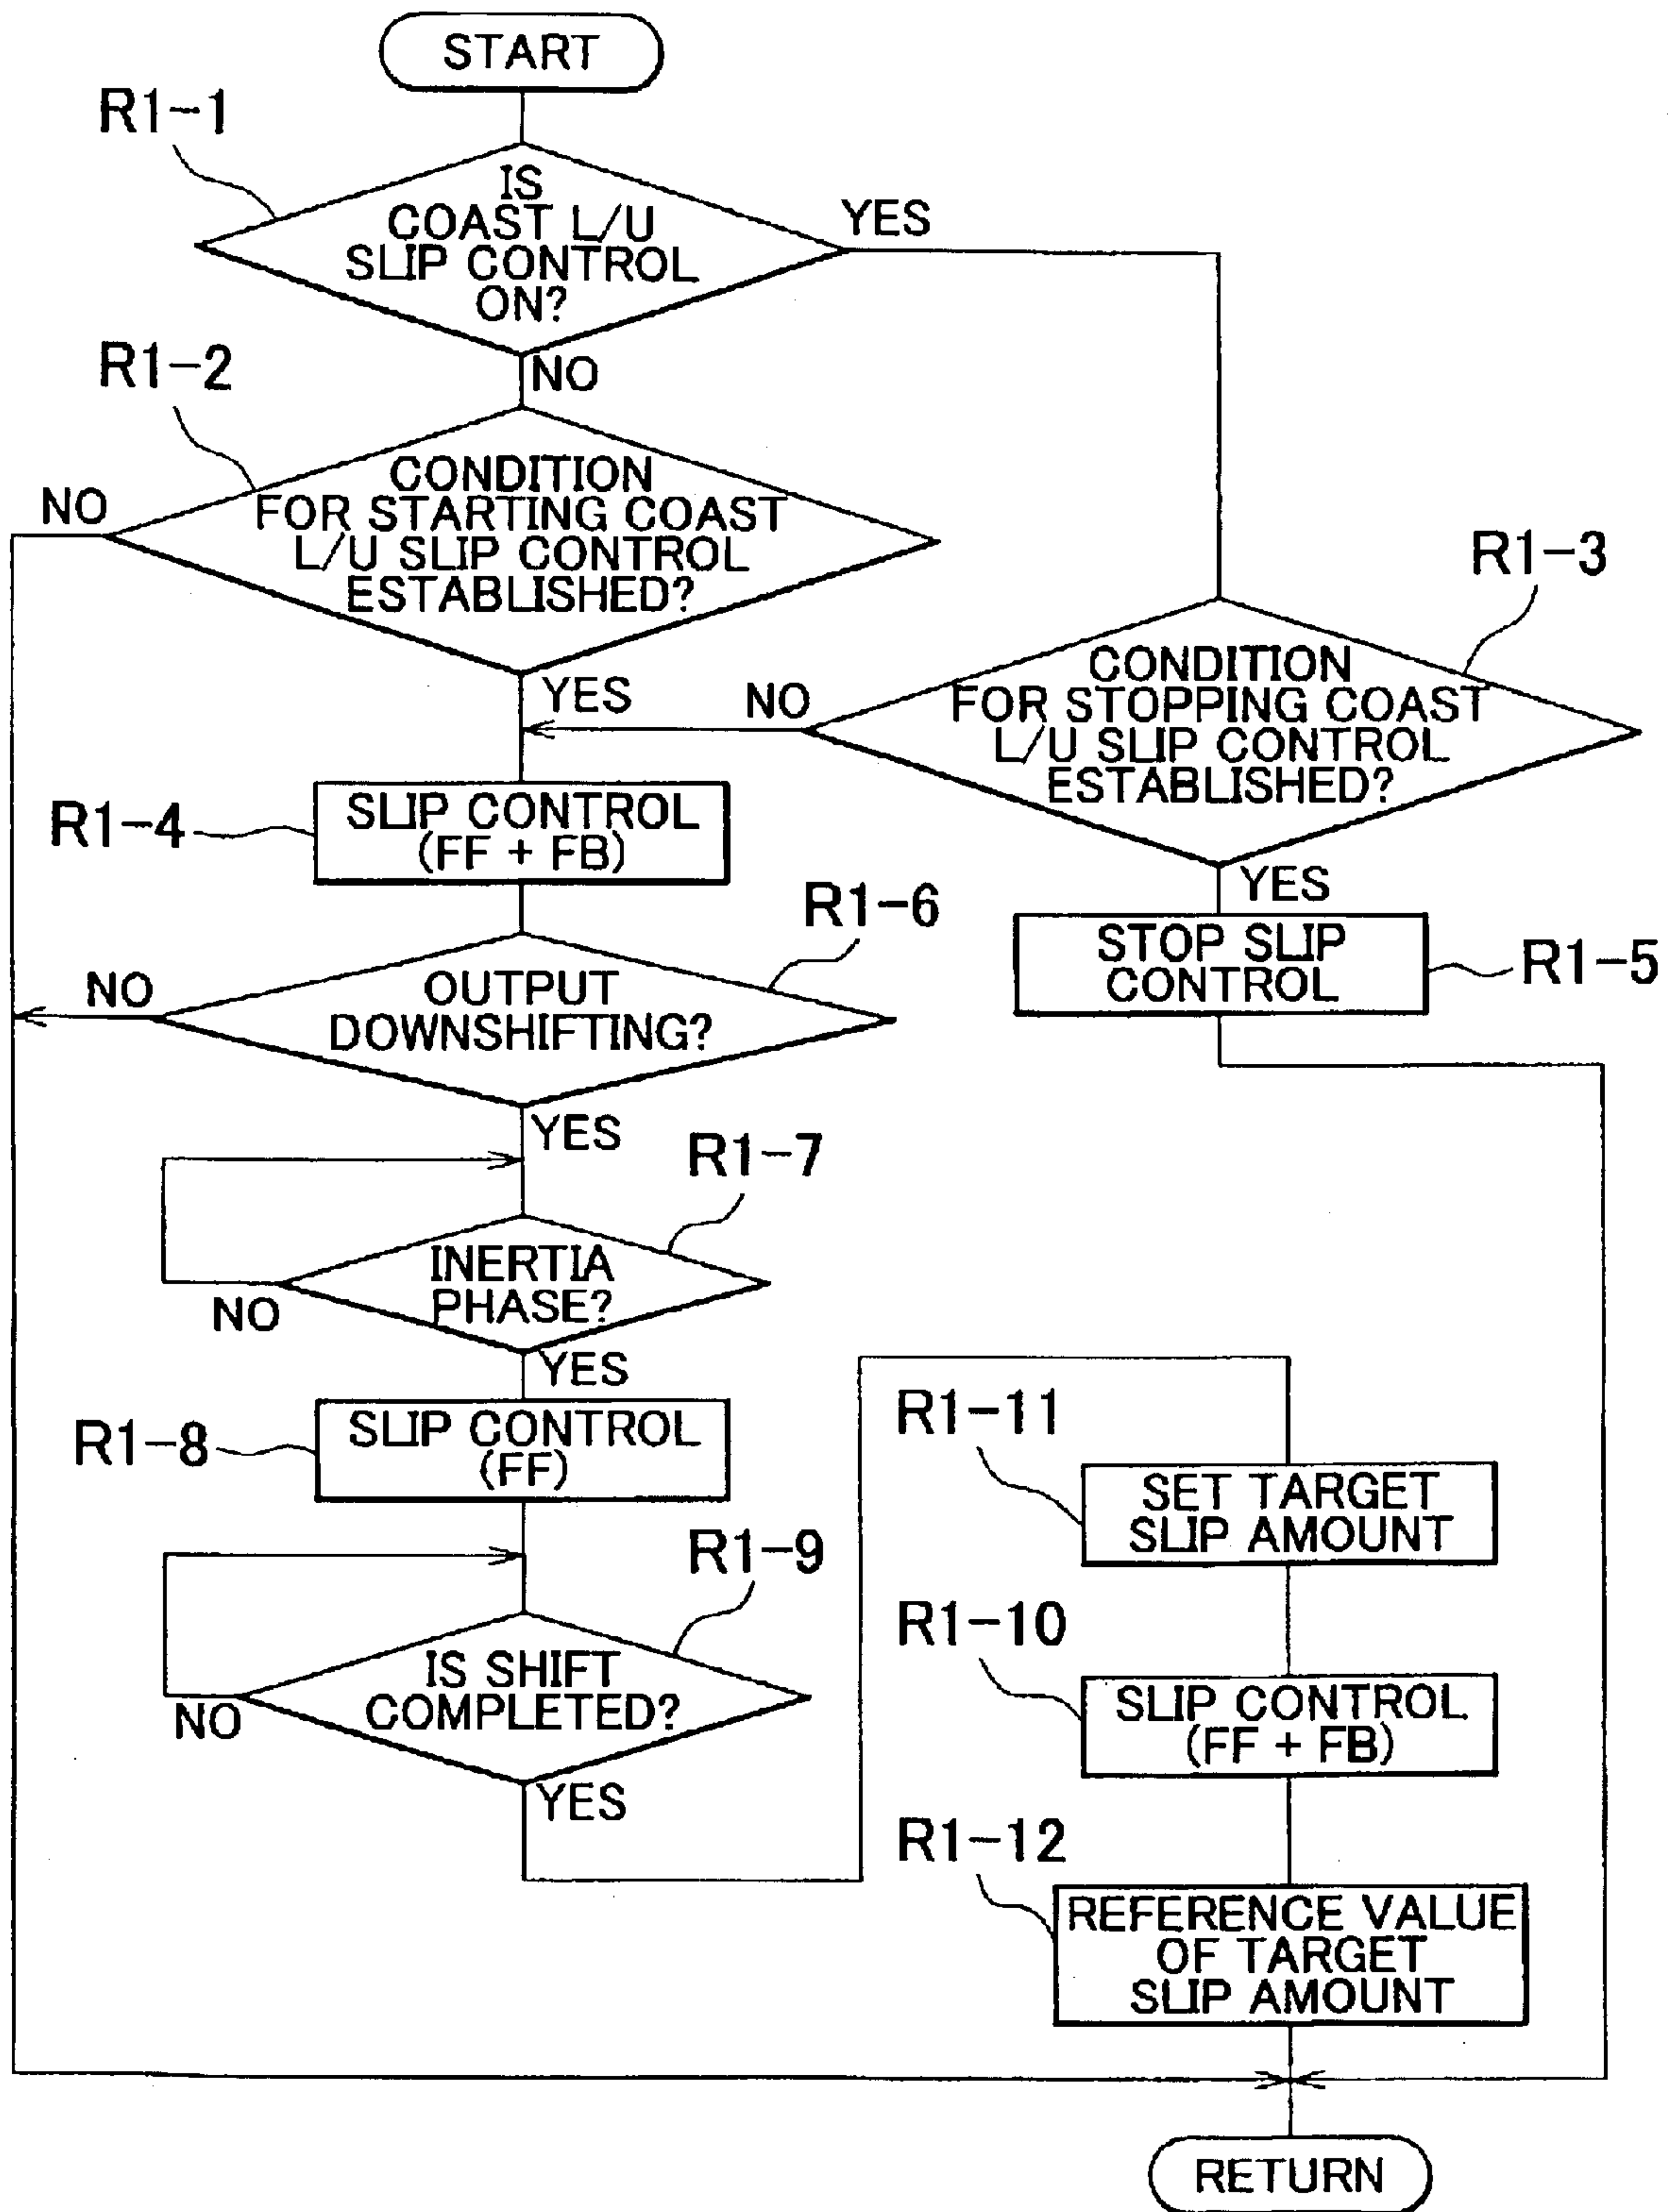 START
R1-1
IS
COAST L/U
SLIP CONTROL
ON?
YES
NO
R1-2
CONDITION
FOR STARTING COAST
L/U SLIP CONTROL
ESTABLISHED?
NO
YES
R1-3
CONDITION
FOR STOPPING COAST
L/U SLIP CONTROL
ESTABLISHED?
NO
YES
R1-4
SLIP CONTROL
(FF + FB)
STOP SLIP
CONTROL
R1-5
R1-6
OUTPUT
DOWNSHIFTING?
NO
YES
R1-7
INERTIA
PHASE?
NO
YES
R1-8
SLIP CONTROL
(FF)
R1-9
IS SHIFT
COMPLETED?
NO
YES
R1-11
SET TARGET
SLIP AMOUNT
R1-10
SLIP CONTROL
(FF + FB)
R1-12
REFERENCE VALUE
OF TARGET
SLIP AMOUNT
RETURN